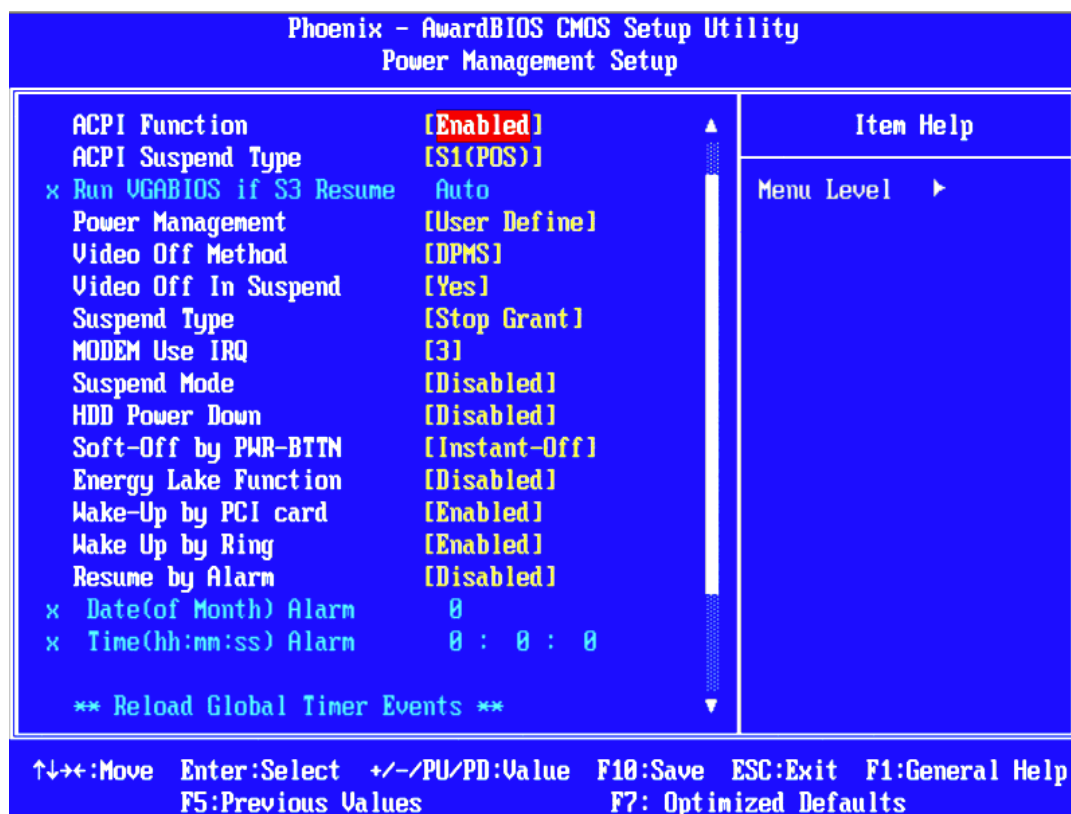 Phoenix - AwardBIOS CMOS Setup Utility
Power Management Setup
ACPI Function [Enabled]
ACPI Suspend Type [S1(POS)]
x Run VGABIOS if S3 Resume Auto
Power Management [User Define]
Video Off Method [DPMS]
Video Off In Suspend [Yes]
Suspend Type [Stop Grant]
MODEM Use IRQ [3]
Suspend Mode [Disabled]
HDD Power Down [Disabled]
Soft-Off by PWR-BTTN [Instant-Off]
Energy Lake Function [Disabled]
Wake-Up by PCI card [Enabled]
Wake Up by Ring [Enabled]
Resume by Alarm [Disabled]
x Date(of Month) Alarm 0
x Time(hh:mm:ss) Alarm 0 : 0 : 0
** Reload Global Timer Events **
Item Help
Menu Level ►
↑↓→←:Move Enter:Select +/-/PU/PD:Value F10:Save ESC:Exit F1:General Help
F5:Previous Values F7: Optimized Defaults